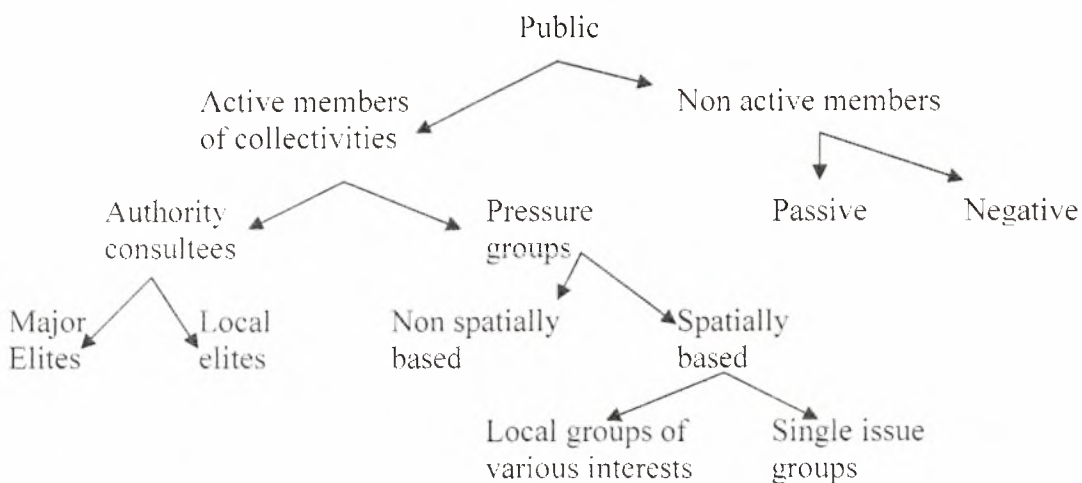 Public
Active members
of collectivities
Non active members
Authority
consultees
Pressure
groups
Passive
Negative
Major
Elites
Local
elites
Non spatially
based
Spatially
based
Local groups of
various interests
Single issue
groups